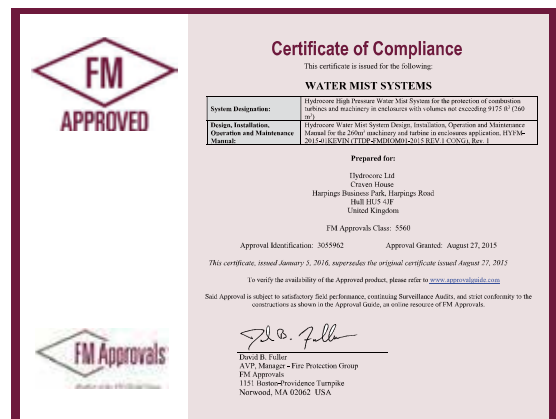 FM
APPROVED
Certificate of Compliance
This certificate is issued for the following:
WATER MIST SYSTEMS
System Designation:
Hydrocore High Pressure Water Mist System for the protection of combustion
turbines and machinery in enclosures with volumes not exceeding 9175 ft³ (260
m³)
Design, Installation,
Operation and Maintenance
Manual:
Hydrocore Water Mist System Design, Installation, Operation and Maintenance
Manual for the 260m³ machinery and turbine in enclosures application, HYFM-
2015-01KEVIN (TTDP-FMDIOM01-2015 REV.1 CONG), Rev. 1
Prepared for:
Hydrocore Ltd
Craven House
Harpings Business Park, Harpings Road
Hull HU5 4JF
United Kingdom
FM Approvals Class: 5560
Approval Identification: 3055962 Approval Granted: August 27, 2015
This certificate, issued January 5, 2016, supersedes the original certificate issued August 27, 2015
To verify the availability of the Approved product, please refer to www.approvalguide.com
Said Approval is subject to satisfactory field performance, continuing Surveillance Audits, and strict conformity to the
constructions as shown in the Approval Guide, an online resource of FM Approvals.
David B. Fuller
AVP, Manager - Fire Protection Group
FM Approvals
1151 Boston-Providence Turnpike
Norwood, MA 02062 USA
FM Approvals